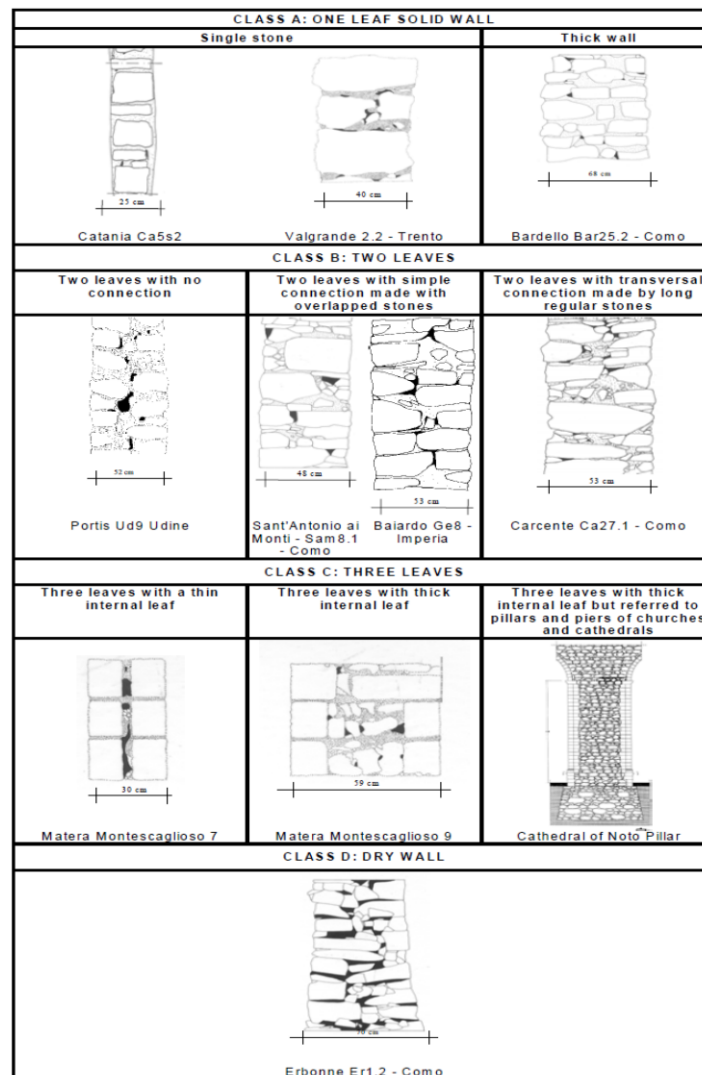 CLASS A: ONE LEAF SOLID WALL
Single stone
Thick wall
25 cm
40 cm
68 cm
Catania Ca5s2
Valgrande 2.2 - Trento
Bardello Bar25.2 - Como
CLASS B: TWO LEAVES
Two leaves with no
connection
Two leaves with simple
connection made with
overlapped stones
Two leaves with transversal
connection made by long
regular stones
52 cm
48 cm
53 cm
53 cm
Portis Ud9 Udine
Sant'Antonio ai
Monti - Sam8.1
- Como
Baiardo Ge8 -
Imperia
Carcente Ca27.1 - Como
CLASS C: THREE LEAVES
Three leaves with a thin
internal leaf
Three leaves with thick
internal leaf
Three leaves with thick
internal leaf but referred to
pillars and piers of churches
and cathedrals
30 cm
59 cm
Matera Montescaglioso 7
Matera Montescaglioso 9
Cathedral of Noto Pillar
CLASS D: DRY WALL
70 cm
Erbonne Er1.2 - Como